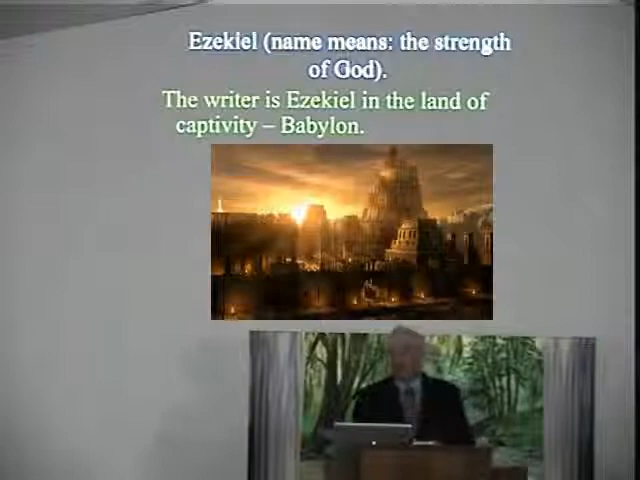 Ezekiel (name means: the strength
of God).
The writer is Ezekiel in the land of
captivity – Babylon.